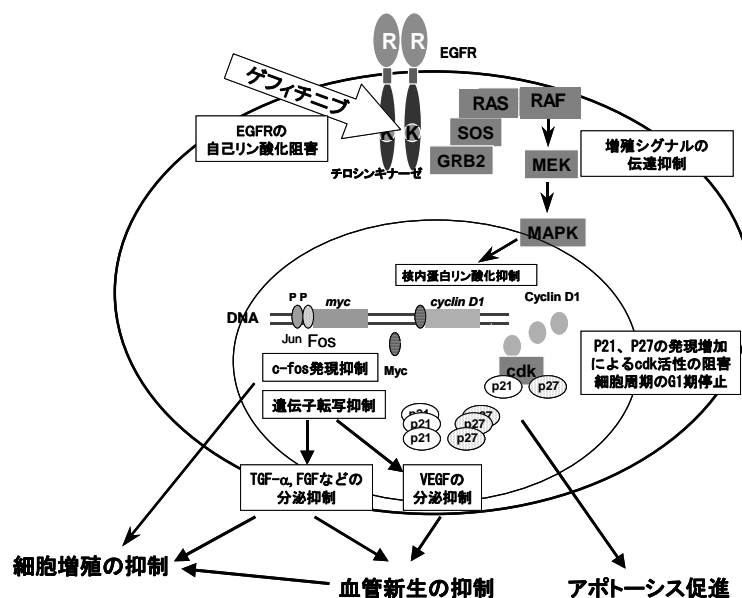 R R
EGFR
ゲフィチニブ
RAS RAF
SOS
GRB2
K K
EGFRの
自己リン酸化阻害
チロシンキナーゼ
MEK
増殖シグナルの
伝達抑制
MAPK
核内蛋白リン酸化抑制
P P
myc
cyclin D1
Cyclin D1
DNA
Jun Fos
Myc
c-fos発現抑制
cdk
p21 p27
P21、P27の発現増加
によるcdk活性の阻害
細胞周期のG1期停止
遺伝子転写抑制
p21 p27
p21 p27
p21 p27
TGF-α,FGFなどの
分泌抑制
VEGFの
分泌抑制
細胞増殖の抑制
血管新生の抑制
アポトーシス促進